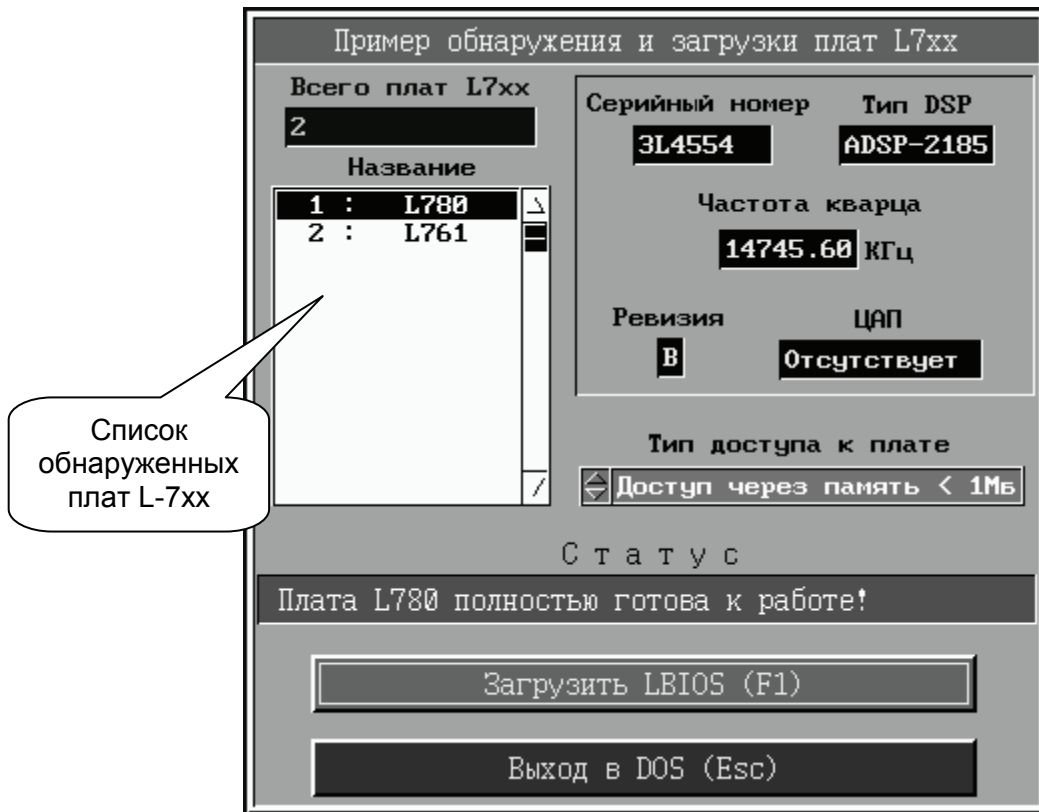 Пример обнаружения и загрузки плат L7xx
Всего плат L7xx
2
Название
1 : L780
2 : L761
Серийный номер
Тип DSP
3L4554
ADSP-2185
Частота кварца
14745.60 КГц
Ревизия
ЦАП
B
Отсутствует
Тип доступа к плате
Доступ через память < 1Мб
Список
обнаруженных
плат L-7xx
Статус
Плата L780 полностью готова к работе!
Загрузить LBIOS (F1)
Выход в DOS (Esc)